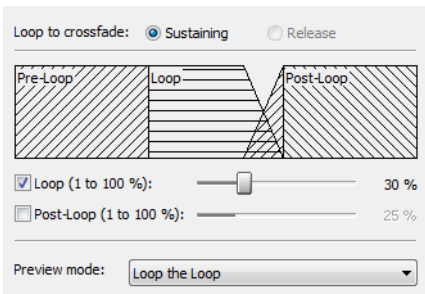 Loop to crossfade: Sustaining Release
Pre-Loop Loop Post-Loop
Loop (1 to 100 %): 30 %
Post-Loop (1 to 100 %): 25 %
Preview mode: Loop the Loop